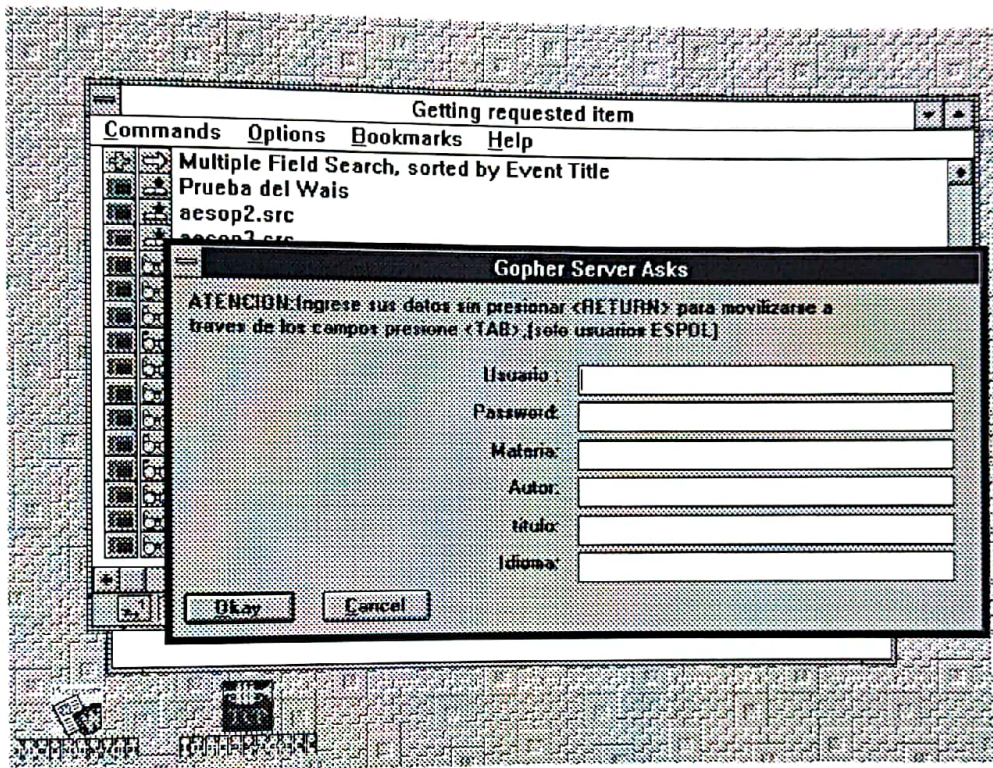 Getting requested item
Commands Options Bookmarks Help
Multiple Field Search, sorted by Event Title
Prueba del Wais
aesop2.src
aesop3.src
Gopher Server Asks
ATENCION:Ingrese sus datos sin presionar <RETURN> para movilizarse a
traves de los campos presione <TAB>,[solo usuarios ESPOL]
Usuario :
Password:
Materia:
Autor:
titulo:
Idioma:
Okay Cancel